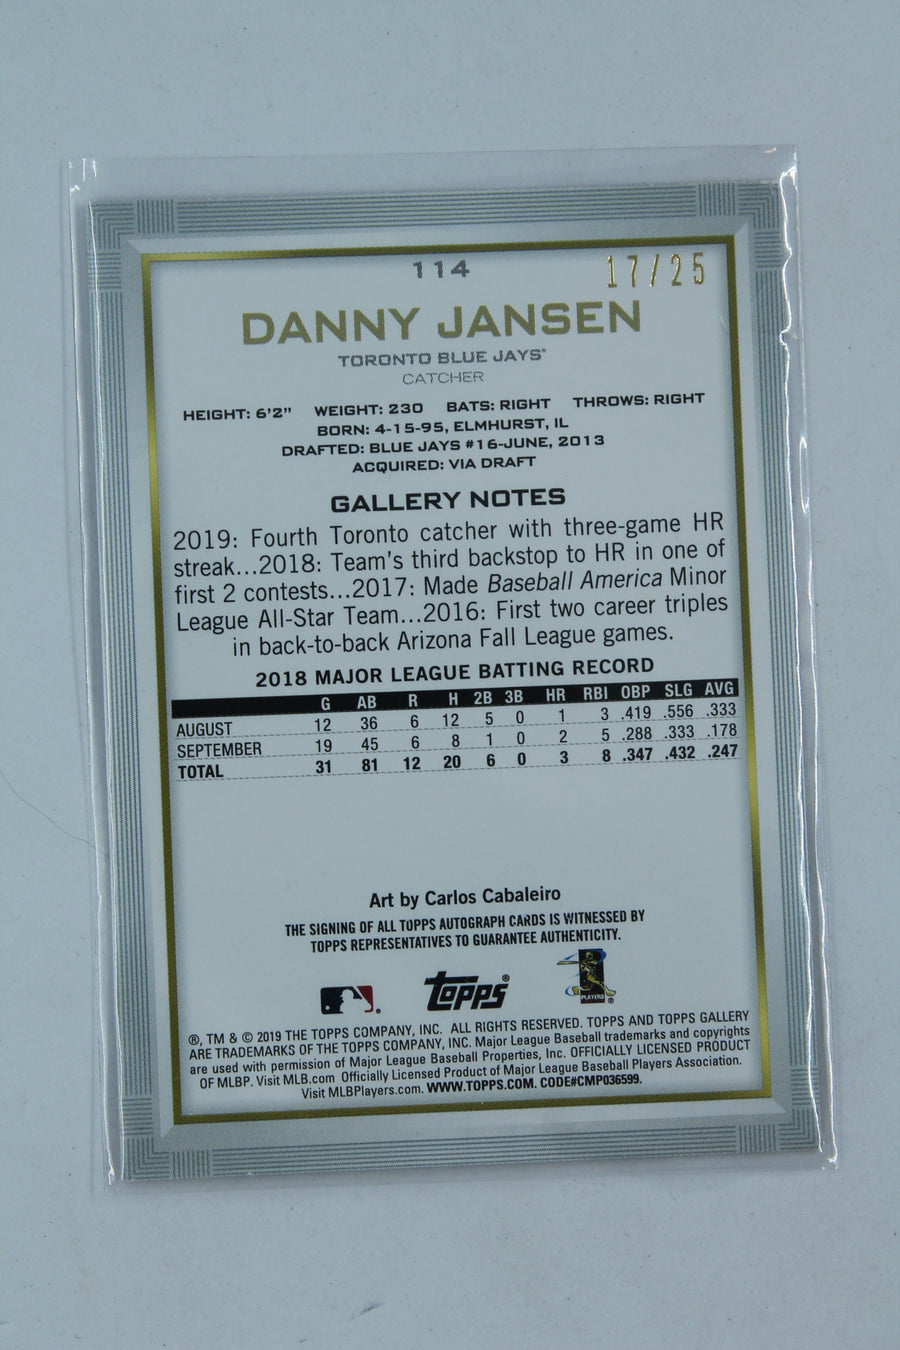 114
17/25
DANNY JANSEN
TORONTO BLUE JAYS®
CATCHER
HEIGHT: 6'2" WEIGHT: 230 BATS: RIGHT THROWS: RIGHT
BORN: 4-15-95, ELMHURST, IL
DRAFTED: BLUE JAYS #16-JUNE, 2013
ACQUIRED: VIA DRAFT
GALLERY NOTES
2019: Fourth Toronto catcher with three-game HR
streak...2018: Team's third backstop to HR in one of
first 2 contests...2017: Made Baseball America Minor
League All-Star Team...2016: First two career triples
in back-to-back Arizona Fall League games.
2018 MAJOR LEAGUE BATTING RECORD
G AB R H 2B 3B HR RBI OBP SLG AVG
AUGUST 12 36 6 12 5 0 1 3 .419 .556 .333
SEPTEMBER 19 45 6 8 1 0 2 5 .288 .333 .178
TOTAL 31 81 12 20 6 0 3 8 .347 .432 .247
Art by Carlos Cabaleiro
THE SIGNING OF ALL TOPPS AUTOGRAPH CARDS IS WITNESSED BY
TOPPS REPRESENTATIVES TO GUARANTEE AUTHENTICITY.
Topps®
PLAYERS ®
®, TM & © 2019 THE TOPPS COMPANY, INC. ALL RIGHTS RESERVED. TOPPS AND TOPPS GALLERY
ARE TRADEMARKS OF THE TOPPS COMPANY, INC. Major League Baseball trademarks and copyrights
are used with permission of Major League Baseball Properties, Inc. OFFICIALLY LICENSED PRODUCT
OF MLBP. Visit MLB.com Officially Licensed Product of Major League Baseball Players Association.
Visit MLBPlayers.com. WWW.TOPPS.COM. CODE#CMP036599.